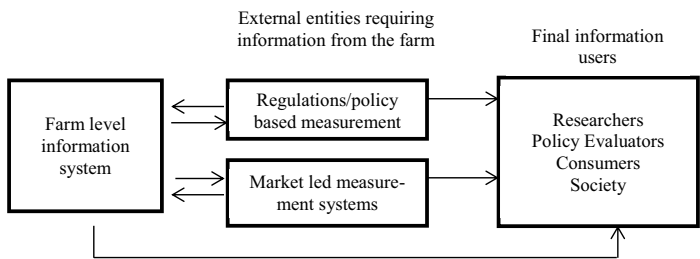 External entities requiring
information from the farm
Final information
users
Farm level
information
system
Regulations/policy
based measurement
Market led measure-
ment systems
Researchers
Policy Evaluators
Consumers
Society